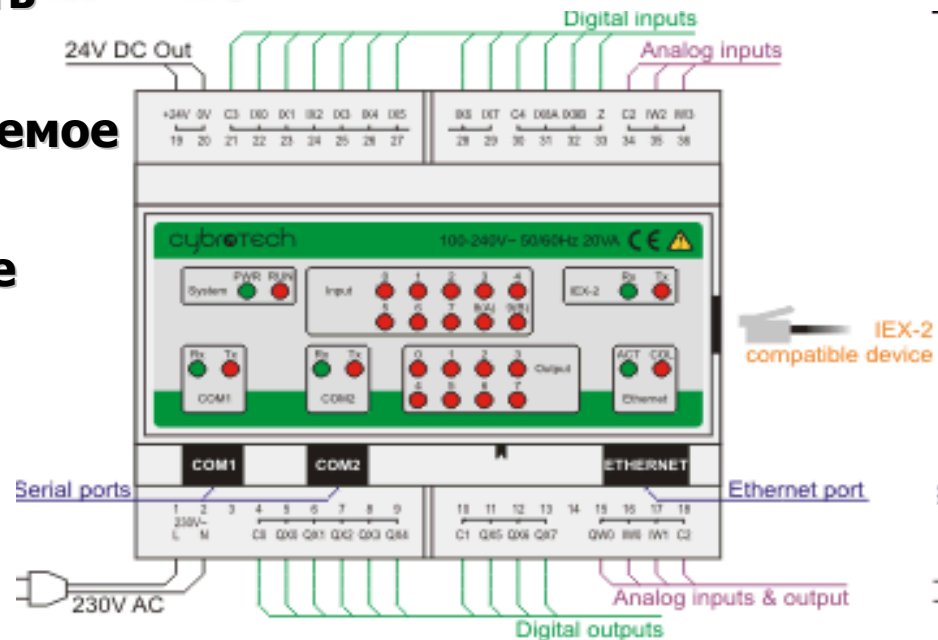 ть
Digital inputs
24V DC Out
Analog inputs
емое
+24V 0V C3 IX0 IX1 IX2 IX3 IX4 IX5
IX6 IX7 C4 IX8A IX9B Z C2 IW2 IW3
19 20 21 22 23 24 25 26 27
28 29 30 31 32 33 34 35 36
cybrotech
100-240V~ 50/60Hz 20VA CE
е
System PWR RUN
Input 0 1 2 3 4
5 6 7 8(A) 9(B)
IEX-2 Rx Tx
IEX-2
compatible device
Rx Tx
COM1
Rx Tx
COM2
0 1 2 3 Output
4 5 6 7
ACT COL
Ethernet
COM1
COM2
ETHERNET
Serial ports
Ethernet port
1 2 3 4 5 6 7 8 9
10 11 12 13 14 15 16 17 18
230V~
L N C0 QX0 QX1 QX2 QX3 QX4
C1 QX5 QX6 QX7 QW0 IW0 IW1 C2
230V AC
Analog inputs & output
Digital outputs